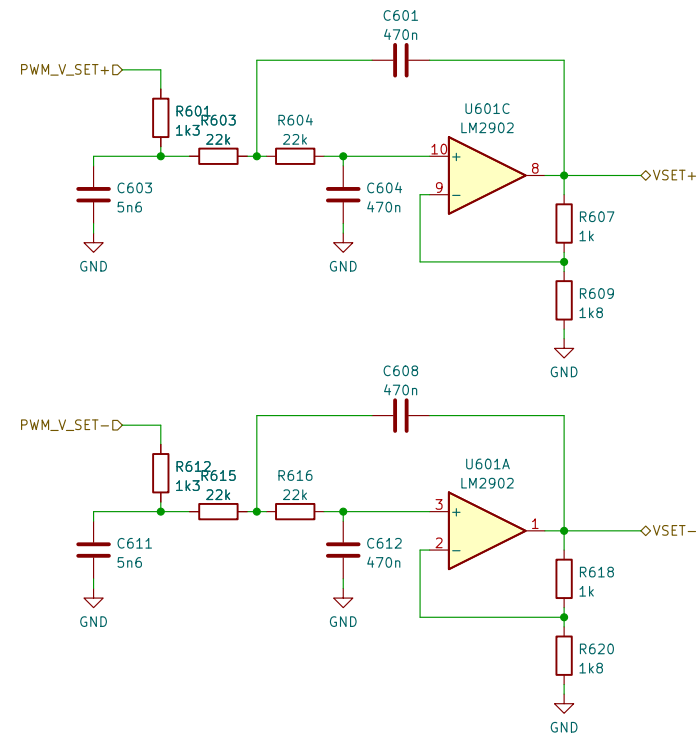 C601
470n
PWM_V_SET+
R601
1k3
R603
22k
R604
22k
U601C
LM2902
10
+
9
−
8
VSET+
C603
5n6
GND
C604
470n
GND
R607
1k
R609
1k8
GND
C608
470n
PWM_V_SET-
R612
1k3
R615
22k
R616
22k
U601A
LM2902
3
+
2
−
1
VSET-
C611
5n6
GND
C612
470n
GND
R618
1k
R620
1k8
GND